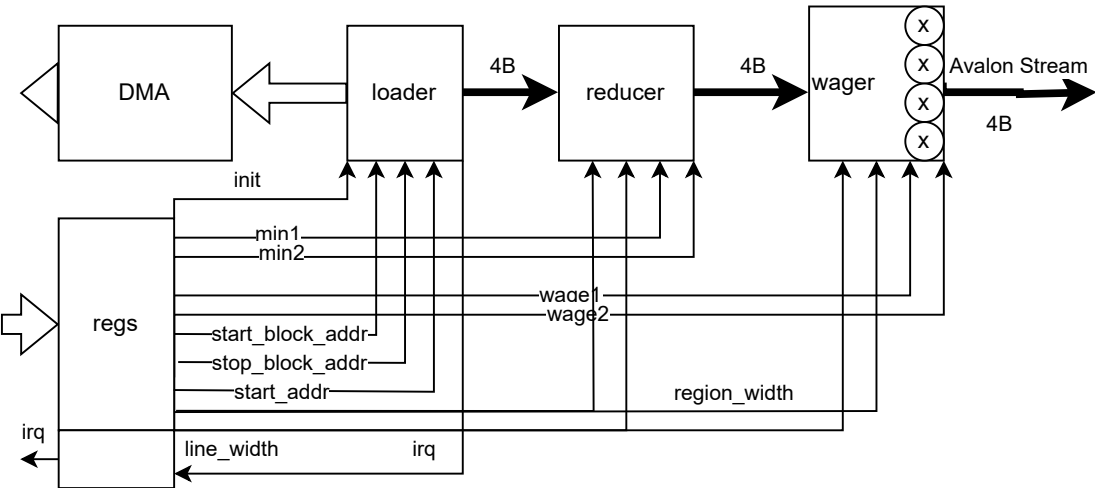 DMA
loader
4B
reducer
4B
wager
x
x
x
x
Avalon Stream
4B
init
min1
min2
wage1
wage2
regs
start_block_addr
stop_block_addr
start_addr
region_width
irq
line_width
irq